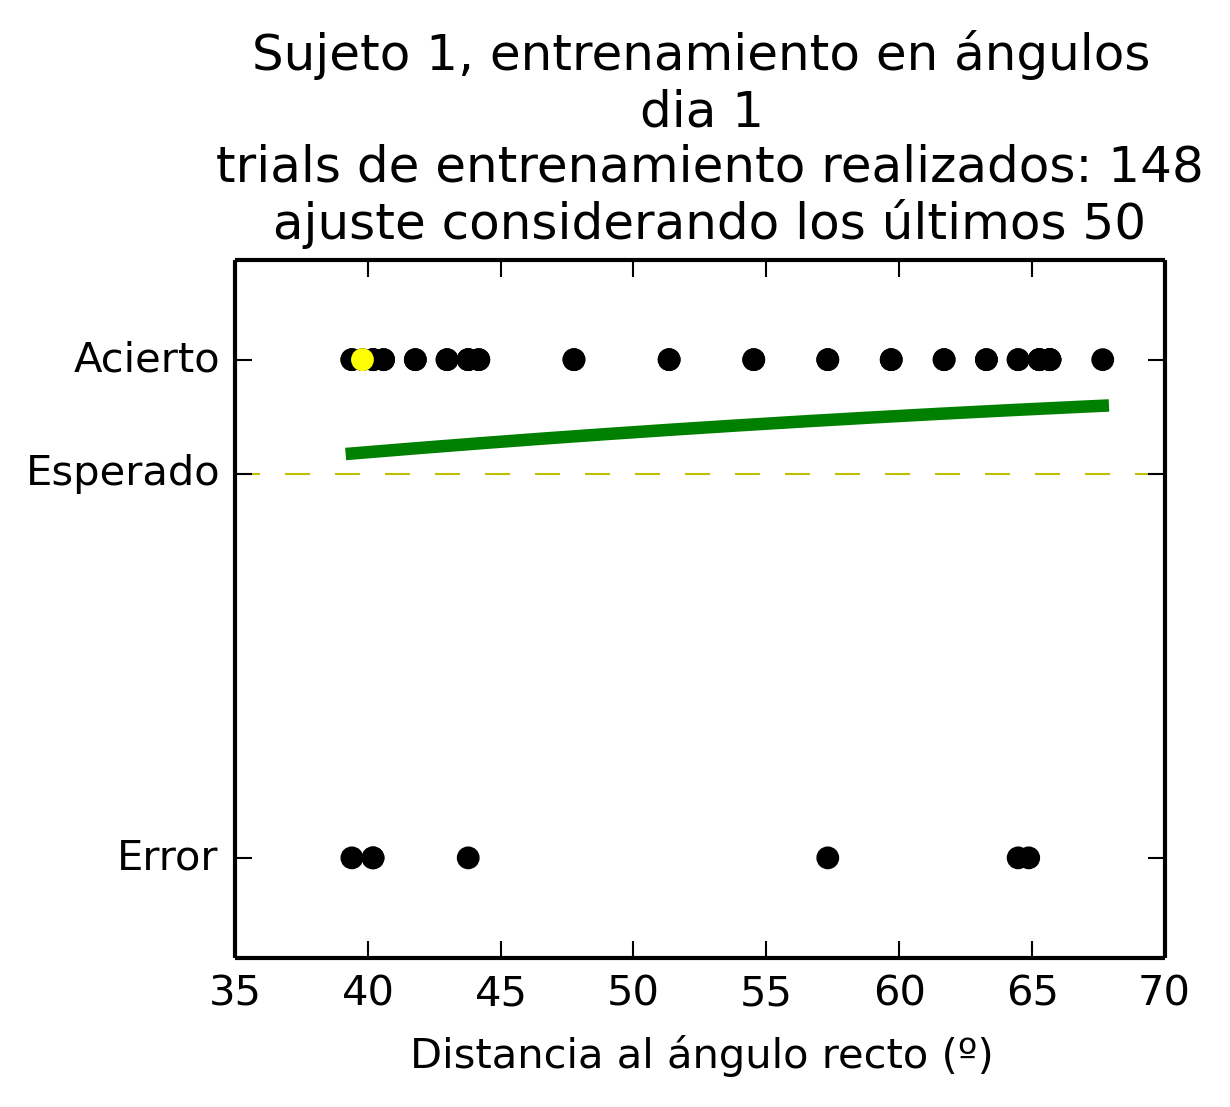 Sujeto 1, entrenamiento en ángulos
dia 1
trials de entrenamiento realizados: 148
ajuste considerando los últimos 50
Acierto
Esperado
Error
35 40 45 50 55 60 65 70
Distancia al ángulo recto (º)